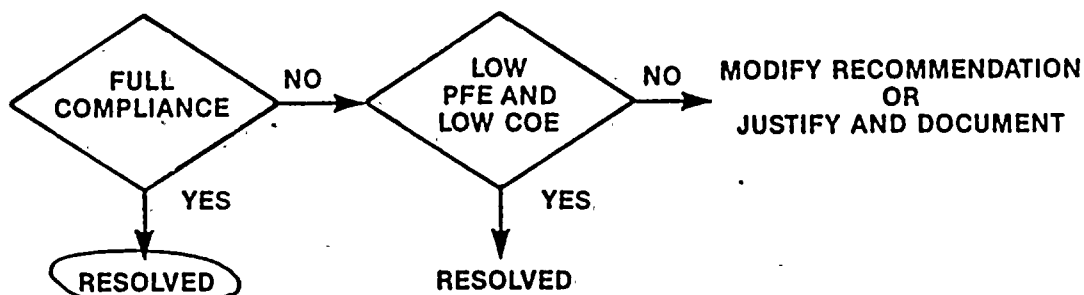 FULL
COMPLIANCE
NO
LOW
PFE AND
LOW COE
NO
MODIFY RECOMMENDATION
OR
JUSTIFY AND DOCUMENT
YES
YES
RESOLVED
RESOLVED